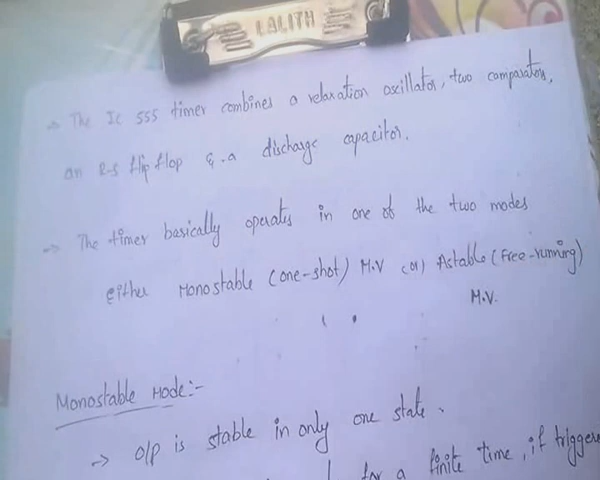 LALITH
→ The Ic 555 timer combines a relaxation oscillator, two comparators,
an R-S flip flop & a discharge capacitor.
→ The timer basically operates in one of the two modes
either Monostable (one-shot) M.V (or) Astable (Free-running)
M.V.
Monostable Mode:-
→ O/P is stable in only one state.
for a finite time, if triggere